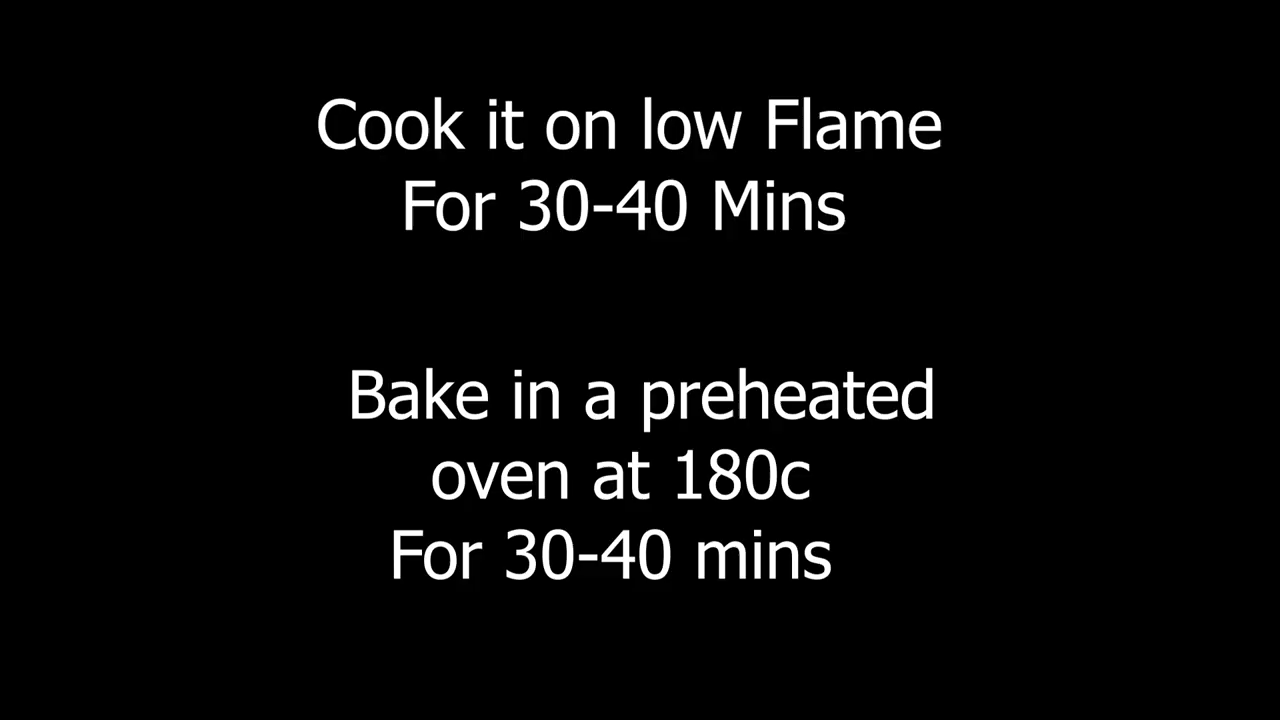 Cook it on low Flame
For 30-40 Mins
Bake in a preheated
oven at 180c
For 30-40 mins